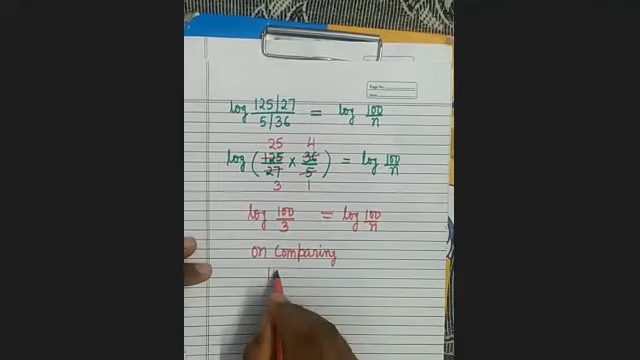 log 125/27 / 5/36 = log 100/n
25 4
log ( 125/27 × 36/5 ) = log 100/n
3 1
log 100/3 = log 100/n
on comparing